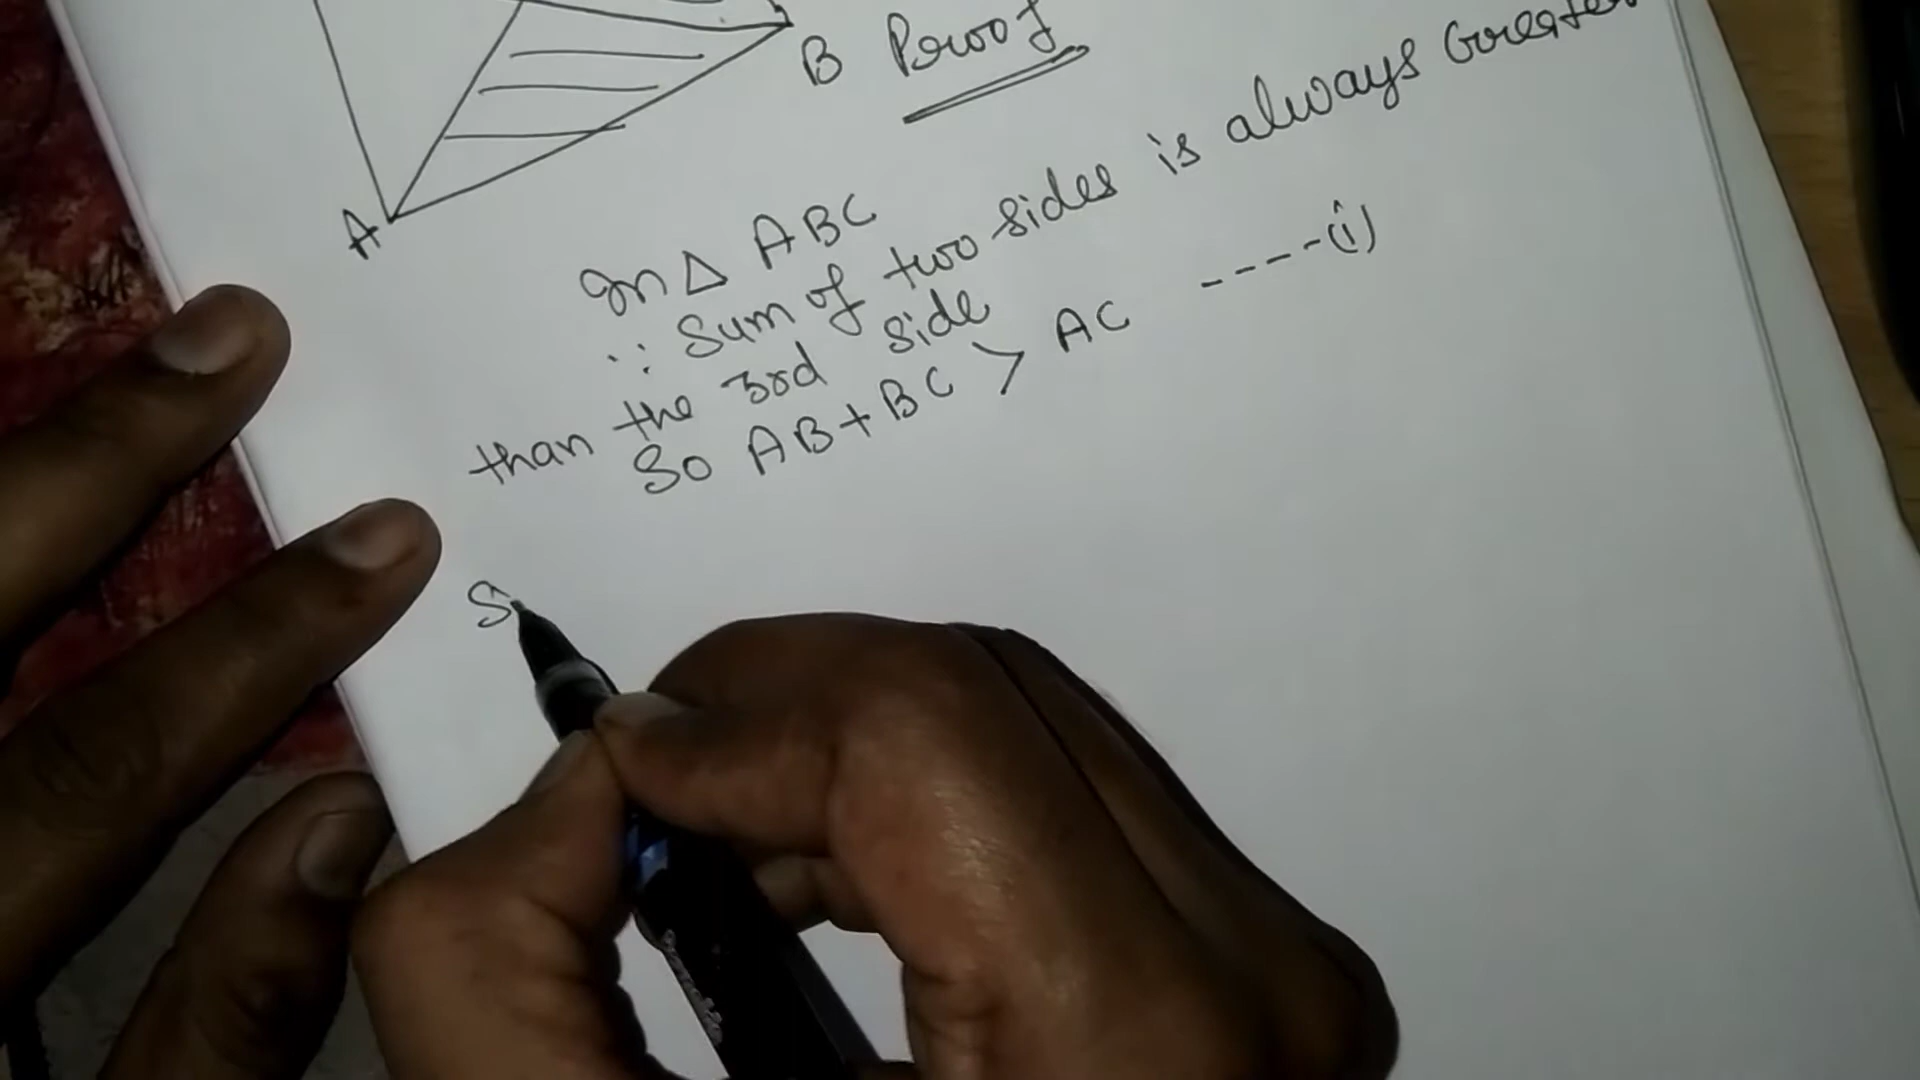 B Proof
A
In Δ ABC
∵ Sum of two sides is always Greater
than the 3rd side
So AB+BC > AC ----(i)
S